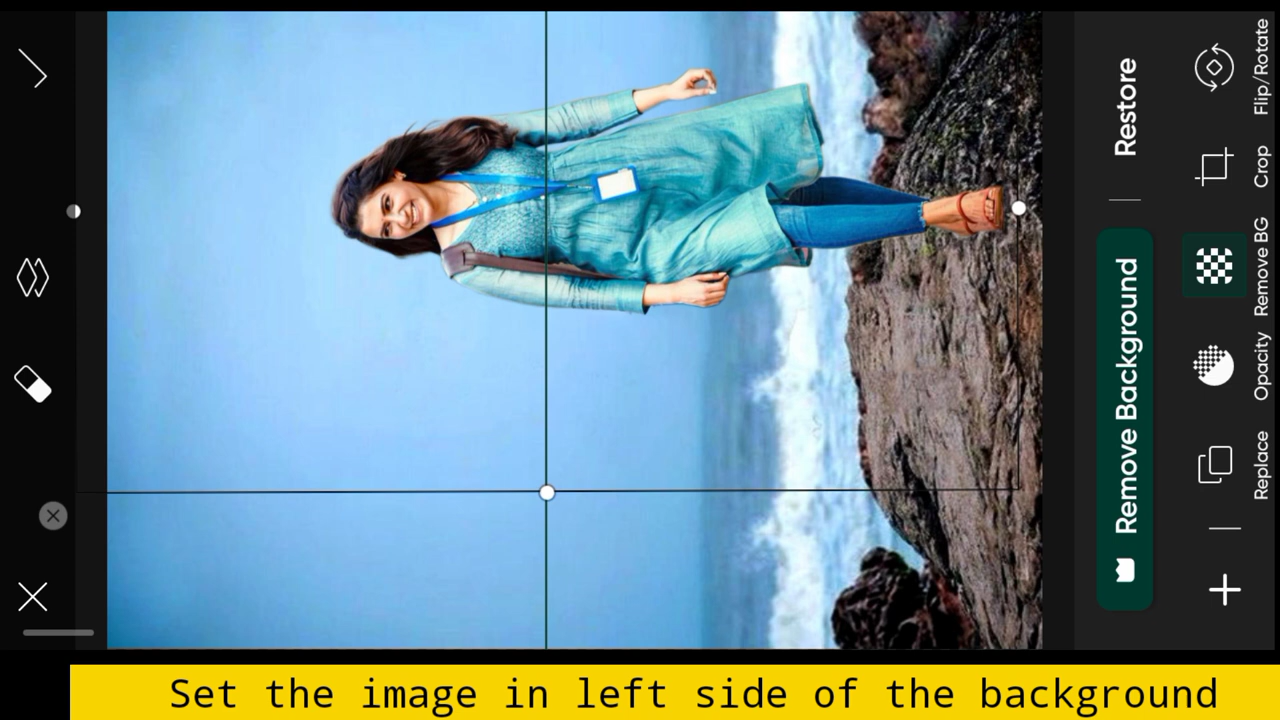 Restore
Remove Background
Flip/Rotate
Crop
Remove BG
Opacity
Replace
Set the image in left side of the background